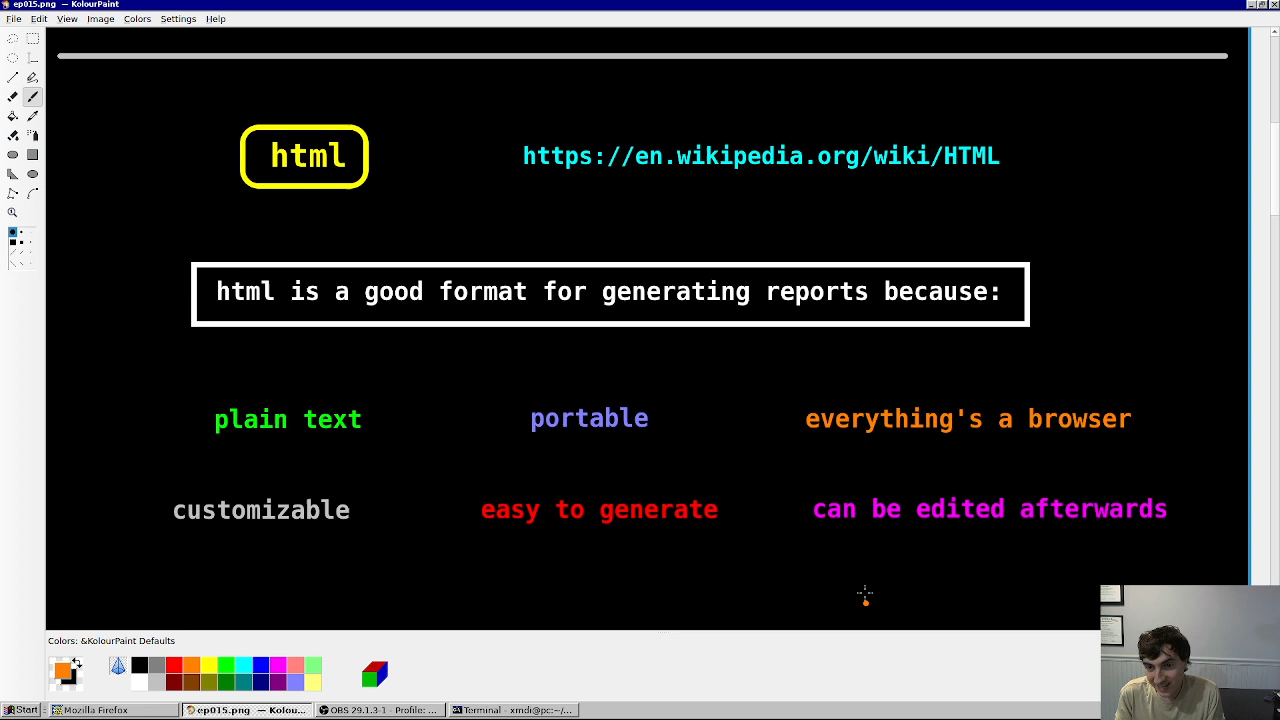 ep015.png — KolourPaint
File Edit View Image Colors Settings Help
html
https://en.wikipedia.org/wiki/HTML
html is a good format for generating reports because:
plain text
portable
everything's a browser
customizable
easy to generate
can be edited afterwards
Colors: &KolourPaint Defaults
Start
Mozilla Firefox
ep015.png — Kolou...
OBS 29.1.3-1 - Profile: ...
Terminal - xmdi@pc:~/...